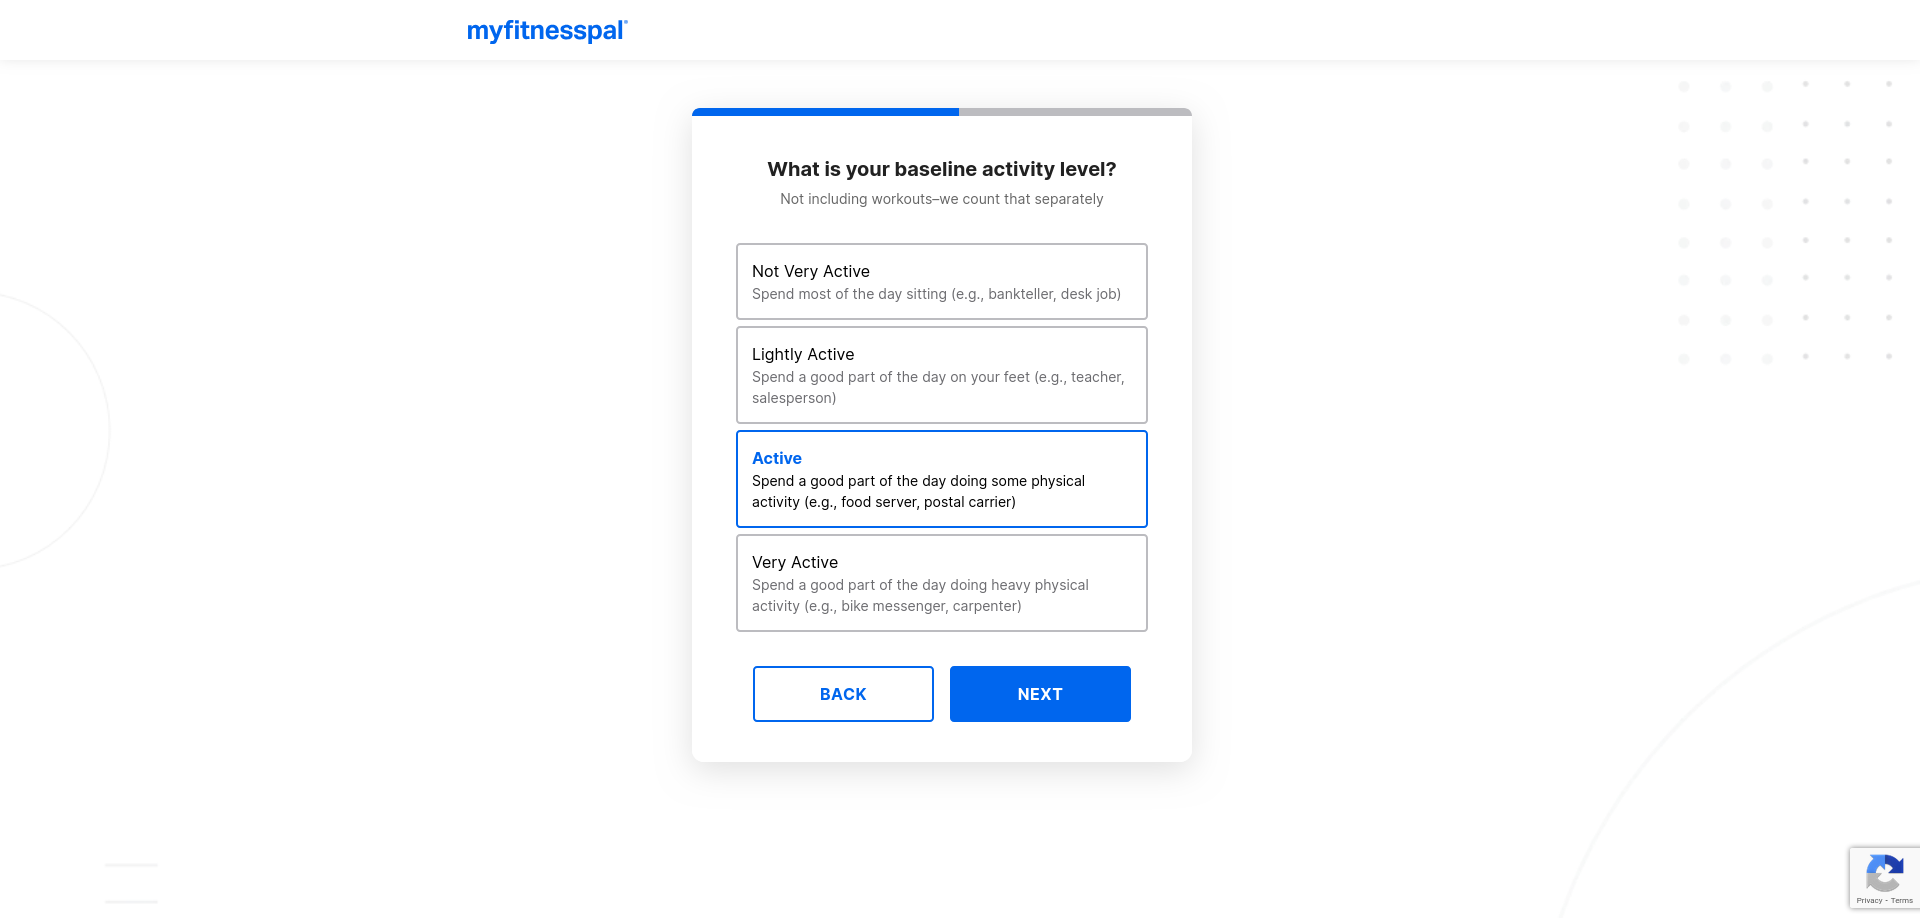 myfitnesspal
What is your baseline activity level?
Not including workouts–we count that separately
Not Very Active
Spend most of the day sitting (e.g., bankteller, desk job)
Lightly Active
Spend a good part of the day on your feet (e.g., teacher,
salesperson)
Active
Spend a good part of the day doing some physical
activity (e.g., food server, postal carrier)
Very Active
Spend a good part of the day doing heavy physical
activity (e.g., bike messenger, carpenter)
BACK
NEXT
Privacy - Terms